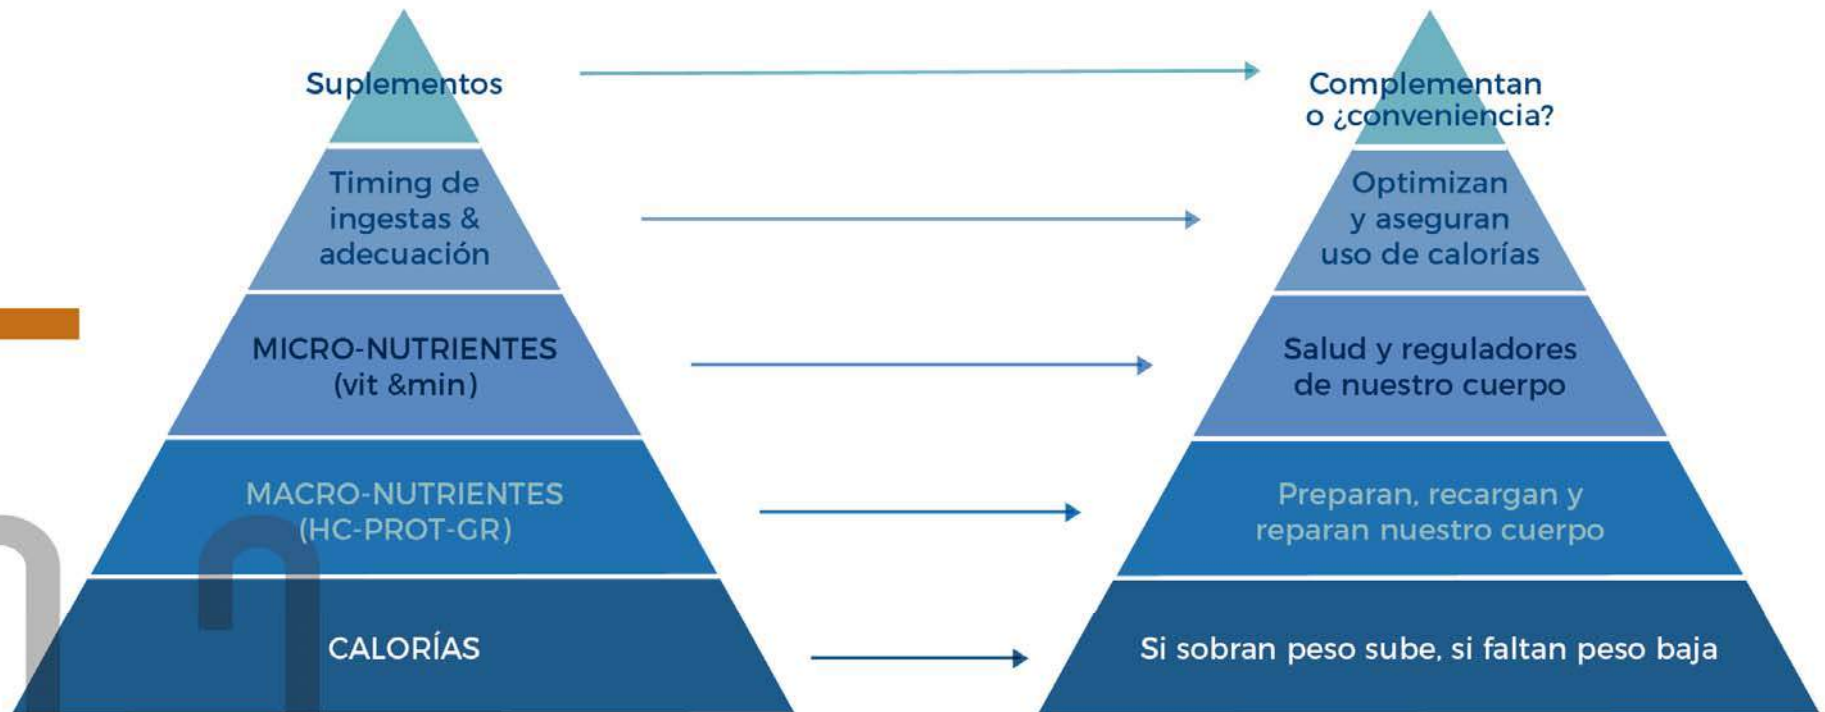 Suplementos
Timing de
ingestas &
adecuación
MICRO-NUTRIENTES
(vit &min)
MACRO-NUTRIENTES
(HC-PROT-GR)
CALORÍAS
Complementan
o ¿conveniencia?
Optimizan
y aseguran
uso de calorías
Salud y reguladores
de nuestro cuerpo
Preparan, recargan y
reparan nuestro cuerpo
Si sobran peso sube, si faltan peso baja